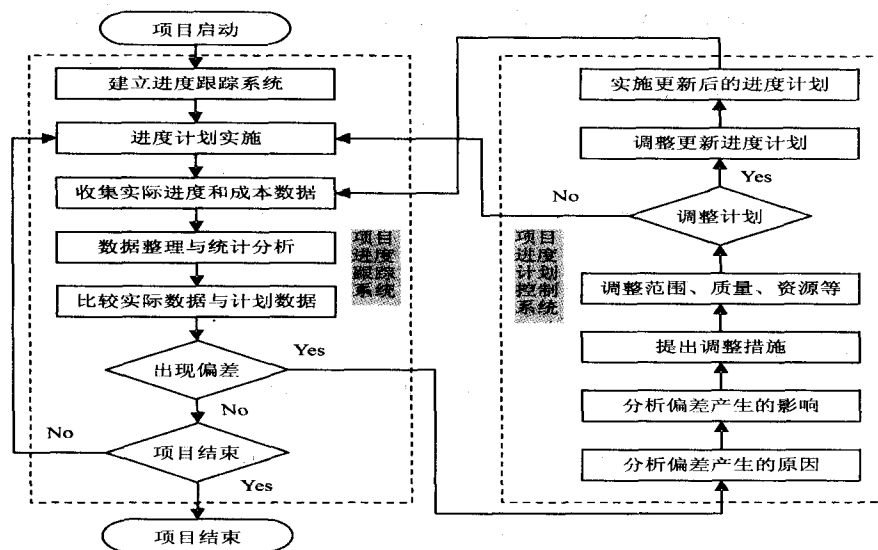 项目启动
建立进度跟踪系统
进度计划实施
收集实际进度和成本数据
数据整理与统计分析
比较实际数据与计划数据
出现偏差
Yes
No
项目结束
No
Yes
项目结束
项目
进度
跟踪
系统
实施更新后的进度计划
调整更新进度计划
Yes
No
调整计划
调整范围、质量、资源等
提出调整措施
分析偏差产生的影响
分析偏差产生的原因
项目
进度
计划
控制
系统